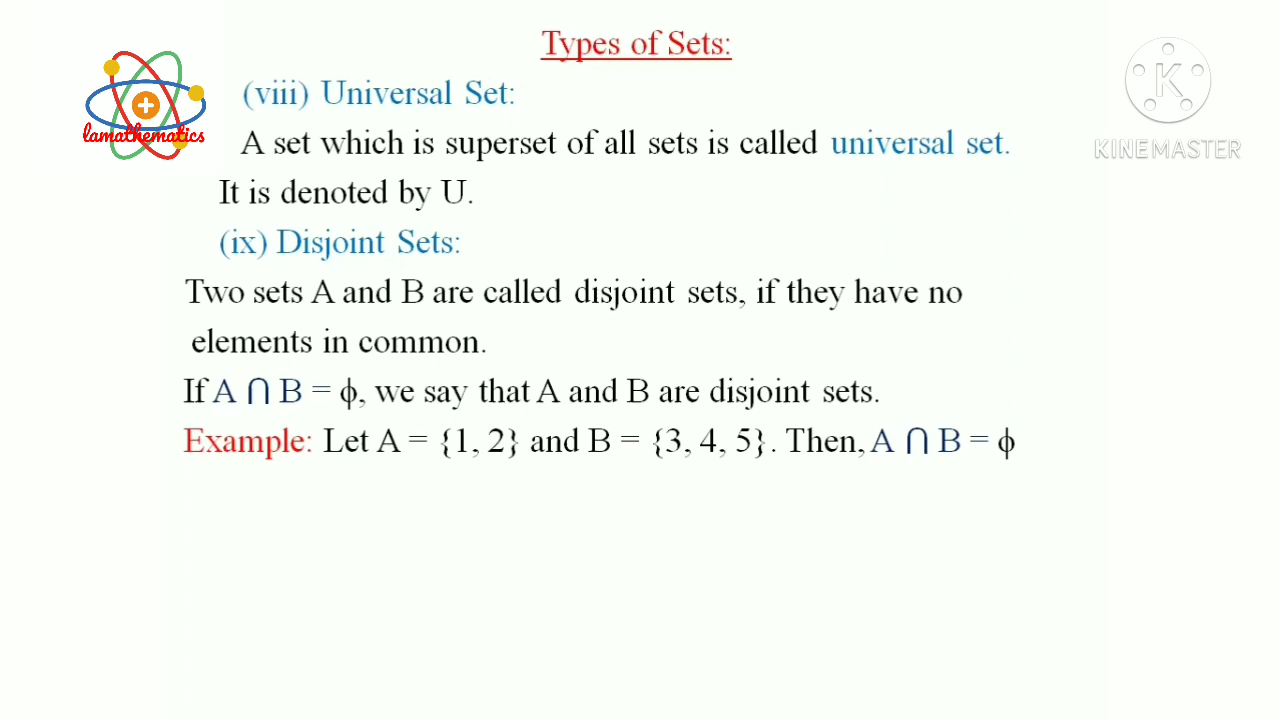 Types of Sets:
lamathematics
K
KINEMASTER
(viii) Universal Set:
A set which is superset of all sets is called universal set.
It is denoted by U.
(ix) Disjoint Sets:
Two sets A and B are called disjoint sets, if they have no
elements in common.
If A ⋂ B = ϕ, we say that A and B are disjoint sets.
Example: Let A = {1, 2} and B = {3, 4, 5}. Then, A ⋂ B = ϕ